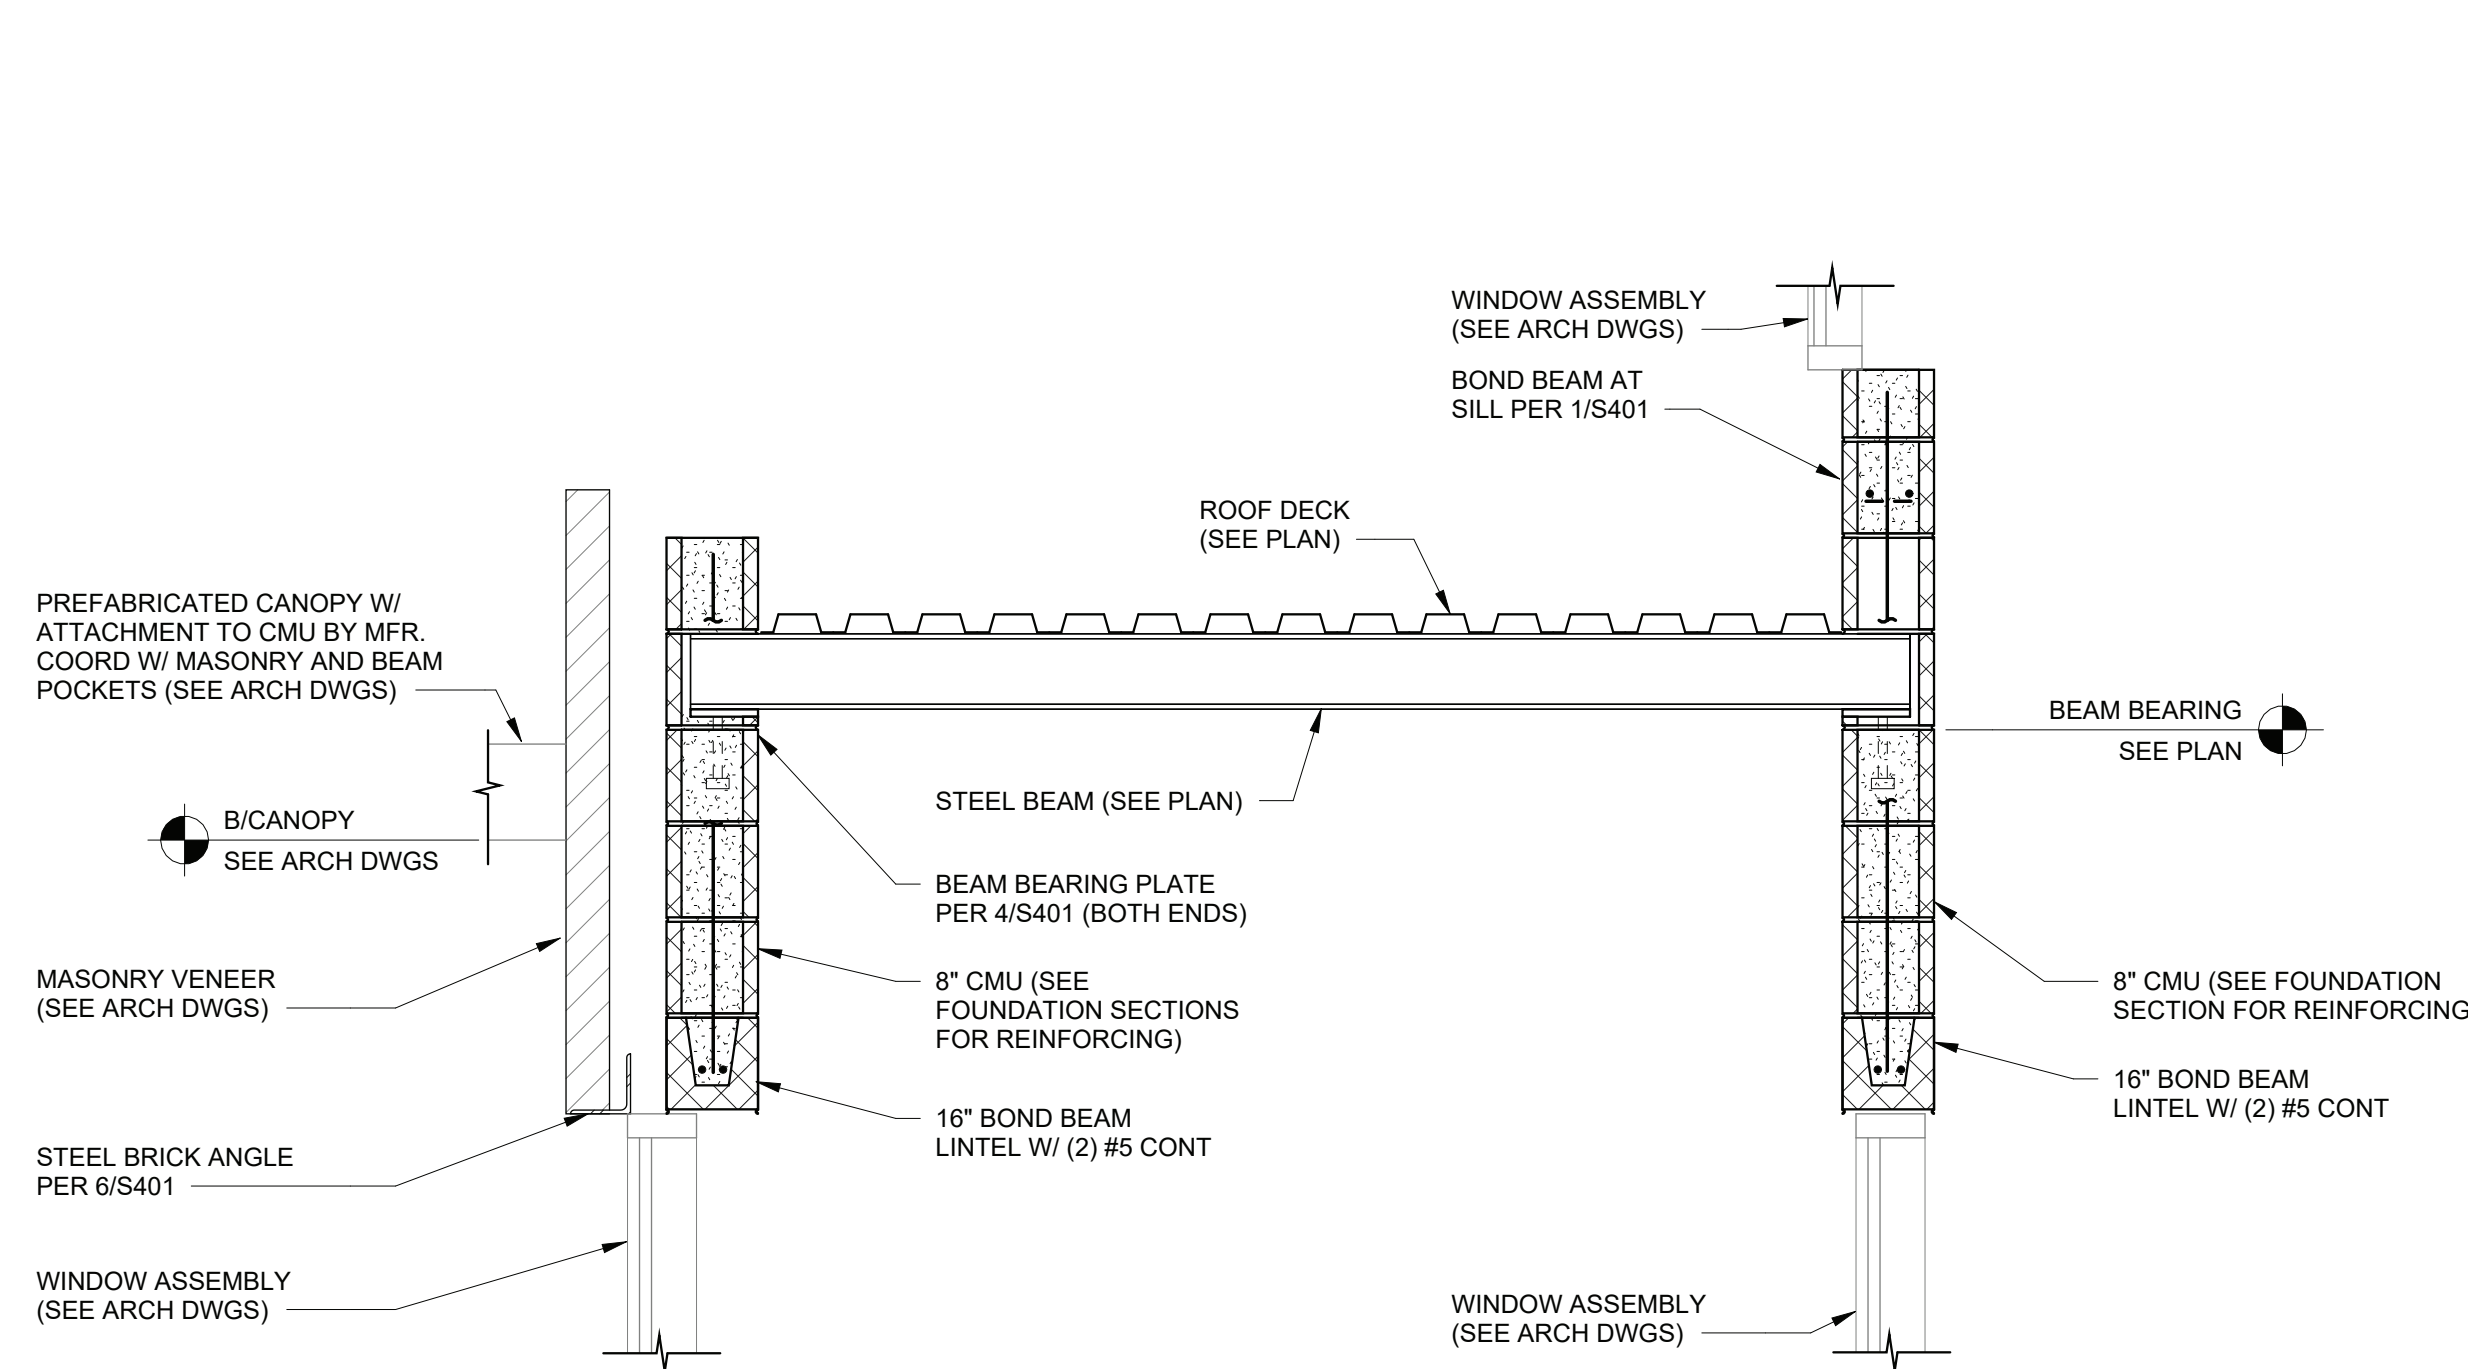 WINDOW ASSEMBLY
(SEE ARCH DWGS)
BOND BEAM AT
SILL PER 1/S401
ROOF DECK
(SEE PLAN)
PREFABRICATED CANOPY W/
ATTACHMENT TO CMU BY MFR.
COORD W/ MASONRY AND BEAM
POCKETS (SEE ARCH DWGS)
BEAM BEARING
SEE PLAN
STEEL BEAM (SEE PLAN)
B/CANOPY
SEE ARCH DWGS
BEAM BEARING PLATE
PER 4/S401 (BOTH ENDS)
MASONRY VENEER
(SEE ARCH DWGS)
8" CMU (SEE
FOUNDATION SECTIONS
FOR REINFORCING)
8" CMU (SEE FOUNDATION
SECTION FOR REINFORCING
16" BOND BEAM
LINTEL W/ (2) #5 CONT
16" BOND BEAM
LINTEL W/ (2) #5 CONT
STEEL BRICK ANGLE
PER 6/S401
WINDOW ASSEMBLY
(SEE ARCH DWGS)
WINDOW ASSEMBLY
(SEE ARCH DWGS)